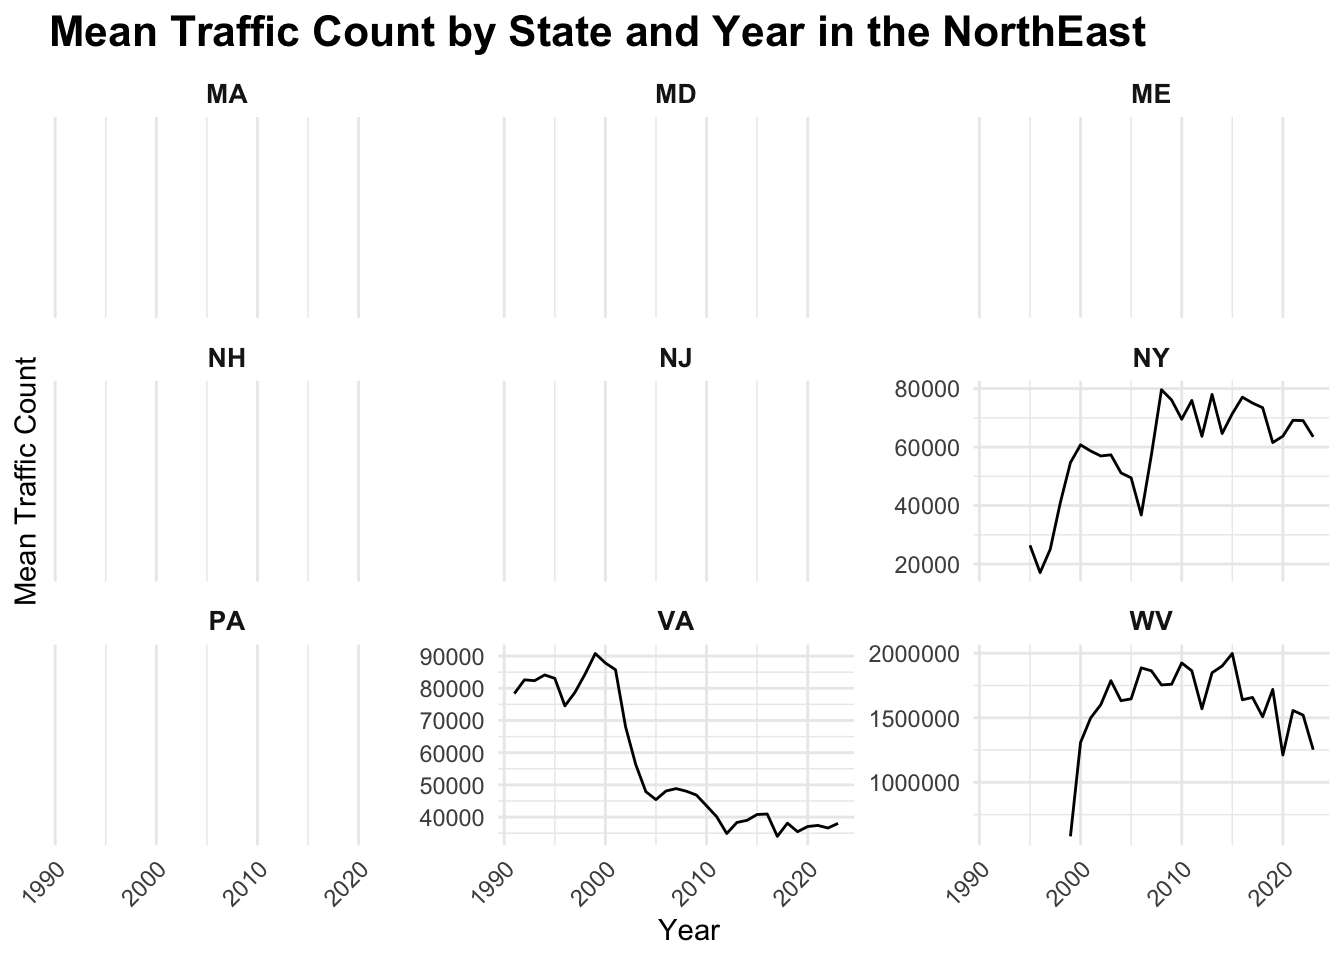 Mean Traffic Count by State and Year in the NorthEast
MA MD ME
NH NJ NY
80000
60000
40000
20000
Mean Traffic Count
PA VA WV
90000
80000
70000
60000
50000
40000
2000000
1500000
1000000
1990 2000 2010 2020 1990 2000 2010 2020 1990 2000 2010 2020
Year